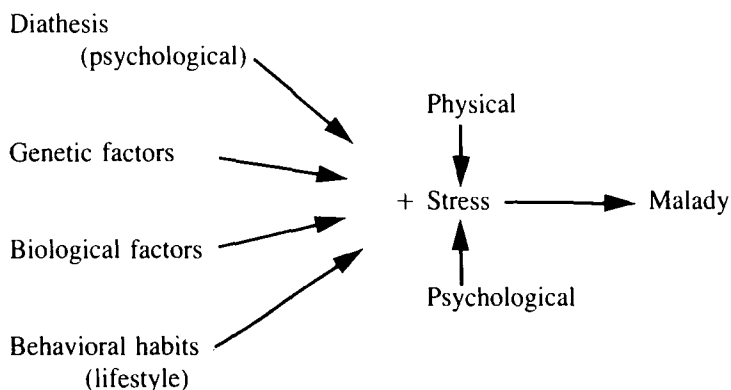 Diathesis
(psychological)
Physical
Genetic factors
+ Stress
Malady
Biological factors
Psychological
Behavioral habits
(lifestyle)